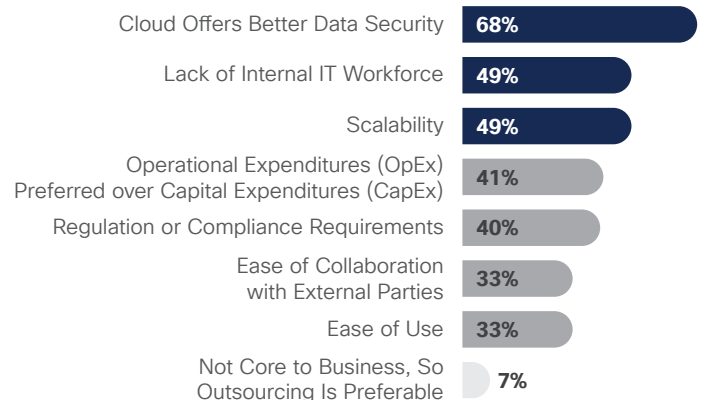 Cloud Offers Better Data Security 68%
Lack of Internal IT Workforce 49%
Scalability 49%
Operational Expenditures (OpEx)
Preferred over Capital Expenditures (CapEx) 41%
Regulation or Compliance Requirements 40%
Ease of Collaboration
with External Parties 33%
Ease of Use 33%
Not Core to Business, So
Outsourcing Is Preferable 7%